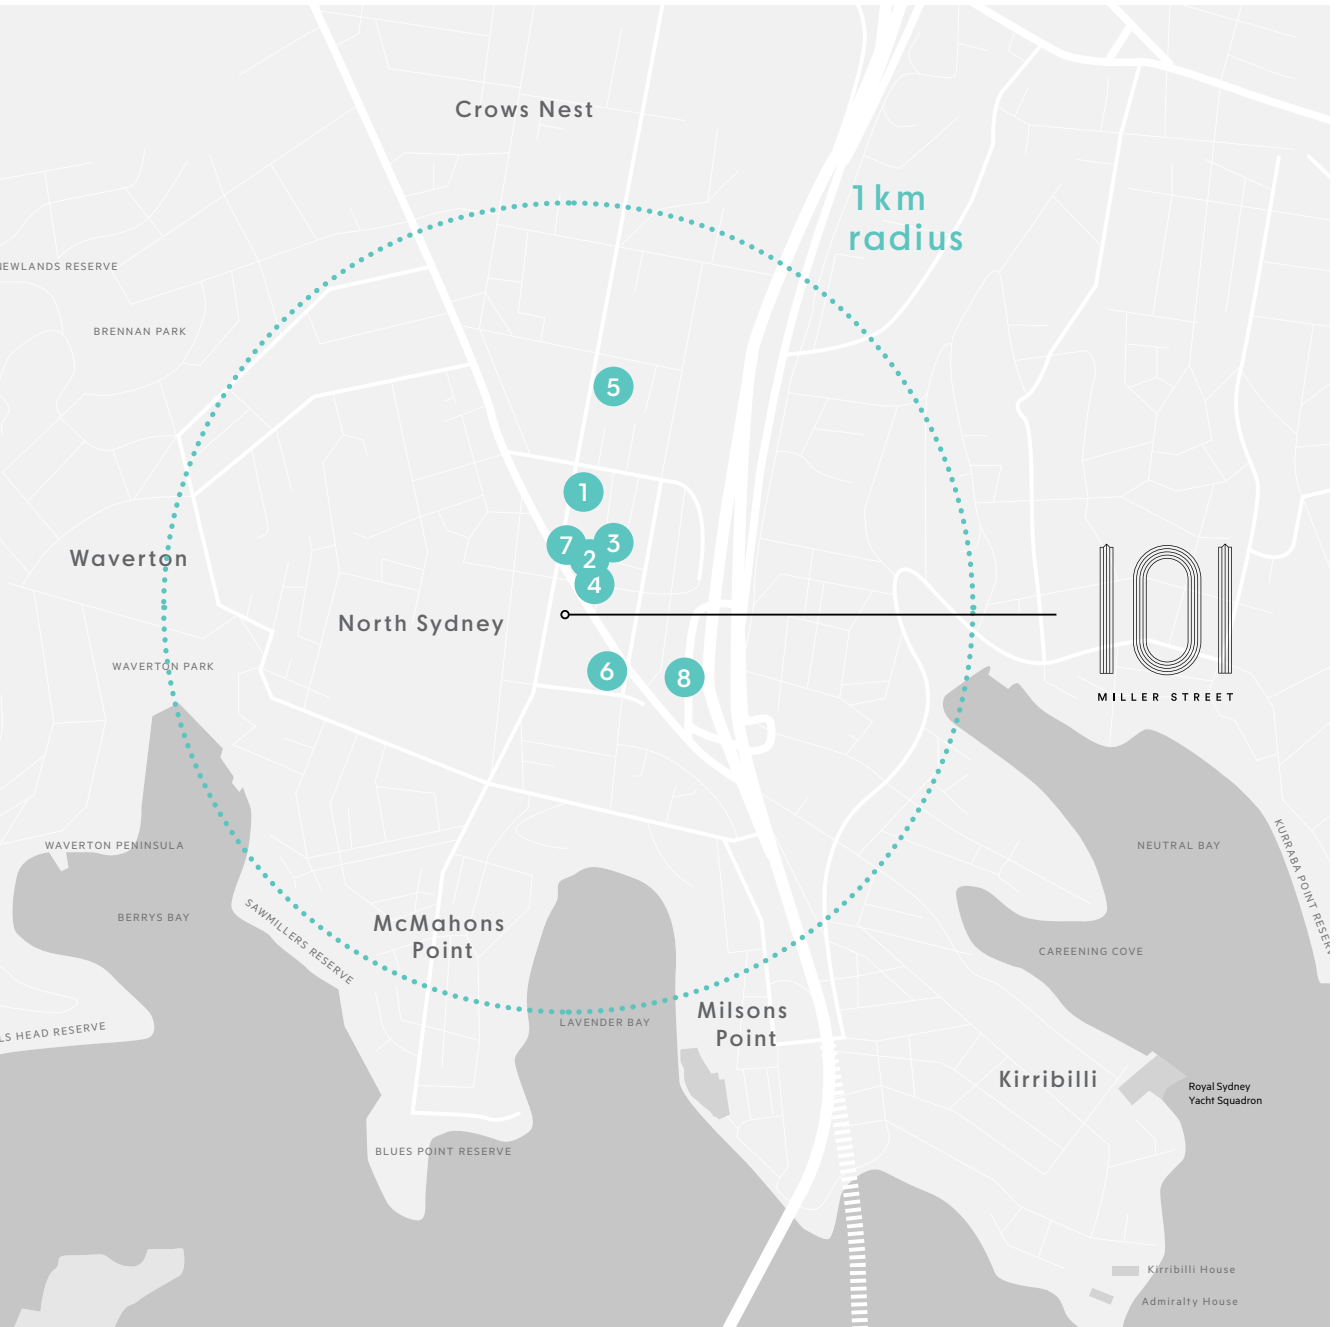 Crows Nest
1km
radius
EWLANDS RESERVE
BRENNAN PARK
5
1
7
3
2
4
Waverton
North Sydney
101
MILLER STREET
WAVERTON PARK
6
8
WAVERTON PENINSULA
NEUTRAL BAY
KURRABA POINT RESERV
BERRYS BAY
SAWMILLERS RESERVE
McMahons
Point
CAREENING COVE
Milsons
Point
LAVENDER BAY
LS HEAD RESERVE
Kirribilli
Royal Sydney
Yacht Squadron
BLUES POINT RESERVE
Kirribilli House
Admiralty House